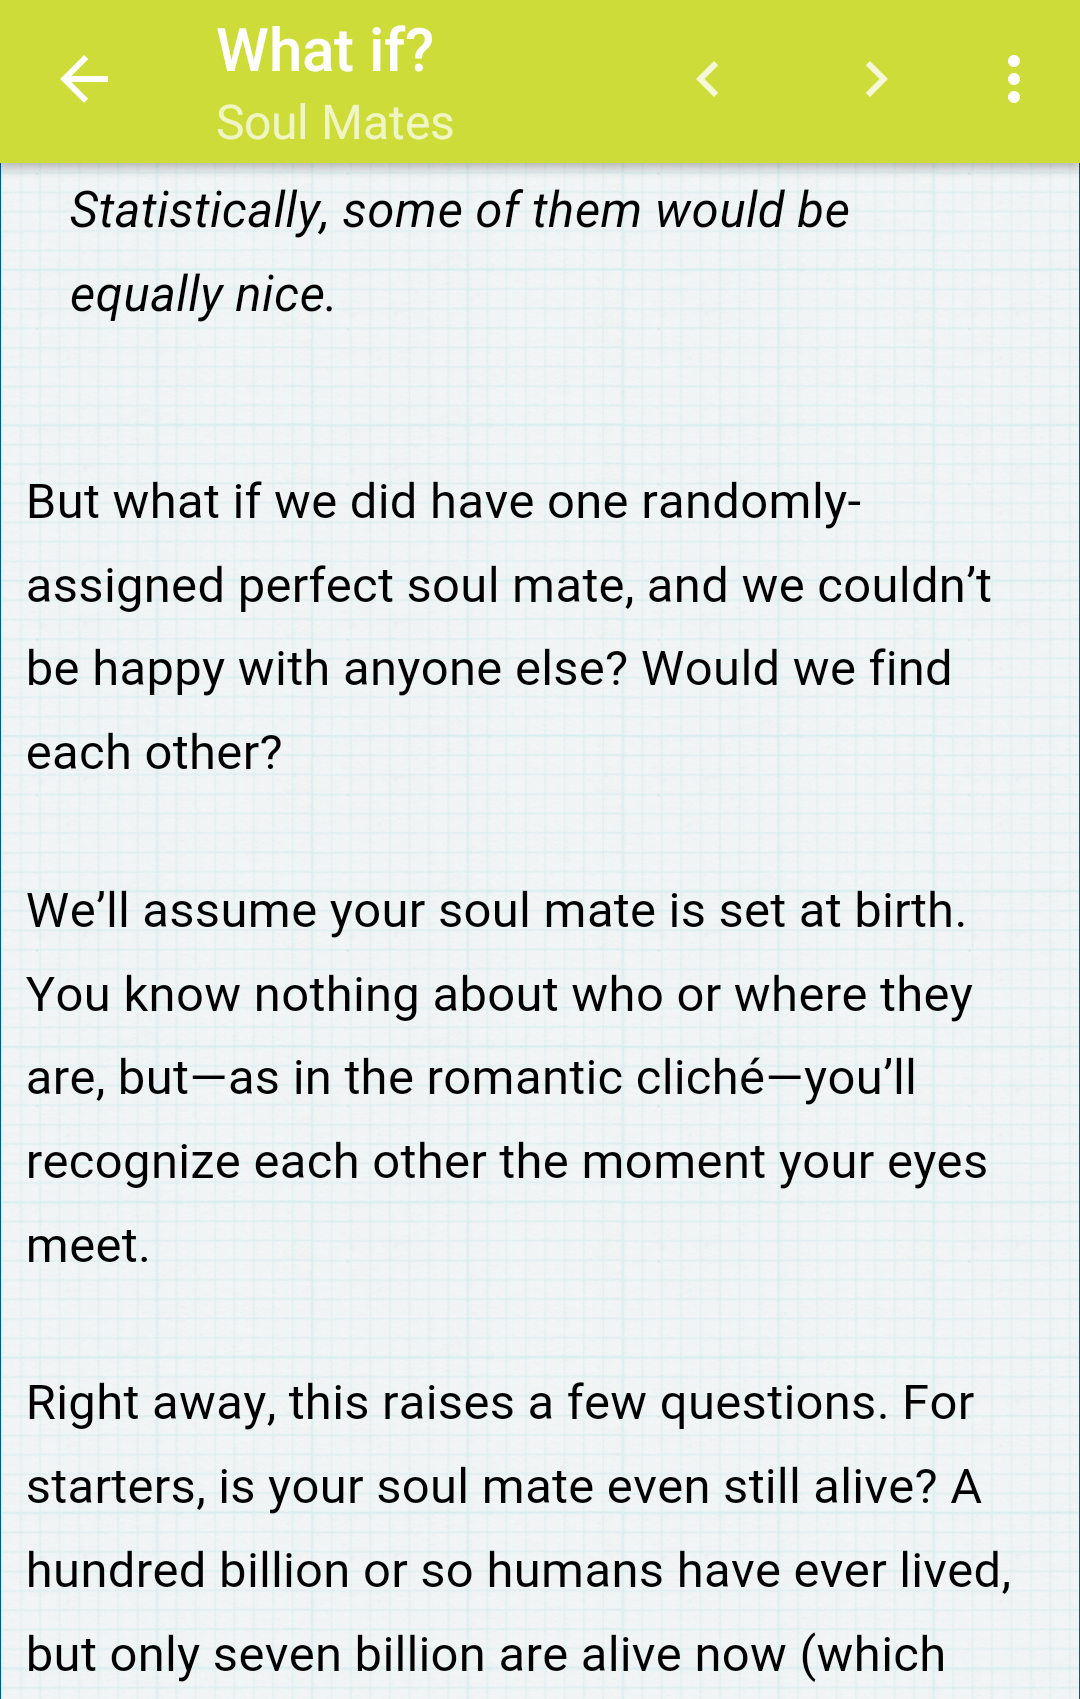 What if?
Soul Mates
Statistically, some of them would be
equally nice.
But what if we did have one randomly-
assigned perfect soul mate, and we couldn’t
be happy with anyone else? Would we find
each other?
We’ll assume your soul mate is set at birth.
You know nothing about who or where they
are, but—as in the romantic cliché—you’ll
recognize each other the moment your eyes
meet.
Right away, this raises a few questions. For
starters, is your soul mate even still alive? A
hundred billion or so humans have ever lived,
but only seven billion are alive now (which